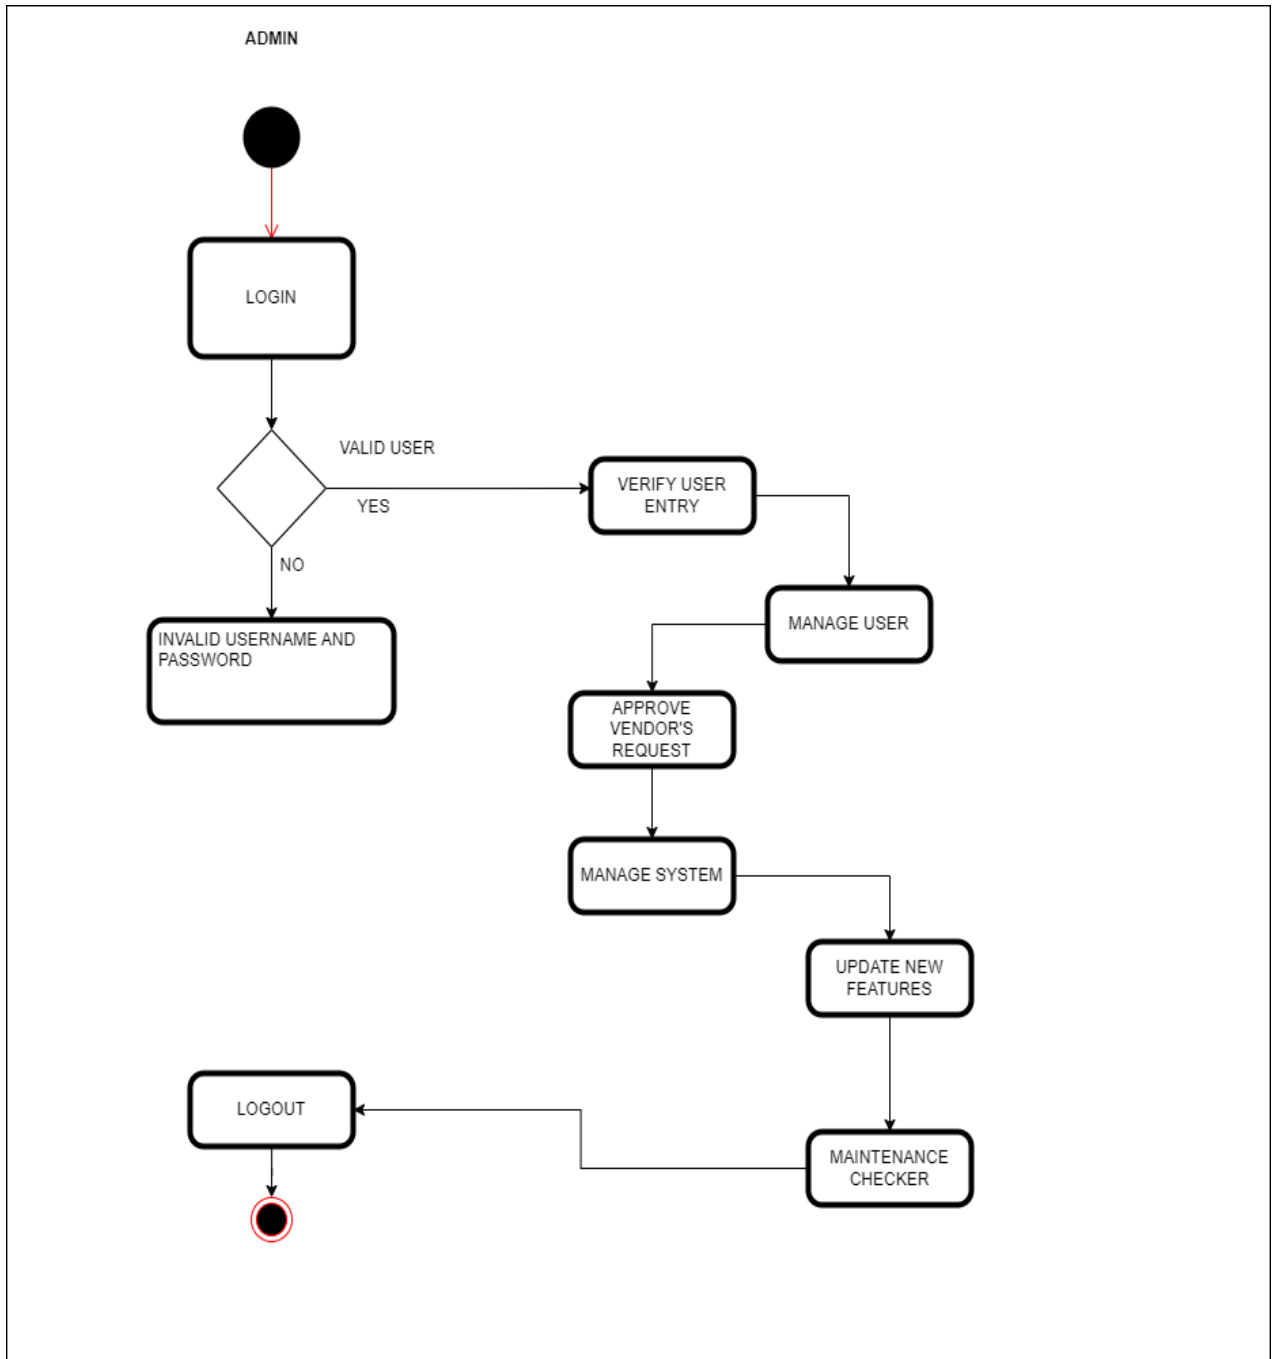 ADMIN
LOGIN
VALID USER
YES
VERIFY USER
ENTRY
NO
MANAGE USER
INVALID USERNAME AND
PASSWORD
APPROVE
VENDOR'S
REQUEST
MANAGE SYSTEM
UPDATE NEW
FEATURES
LOGOUT
MAINTENANCE
CHECKER